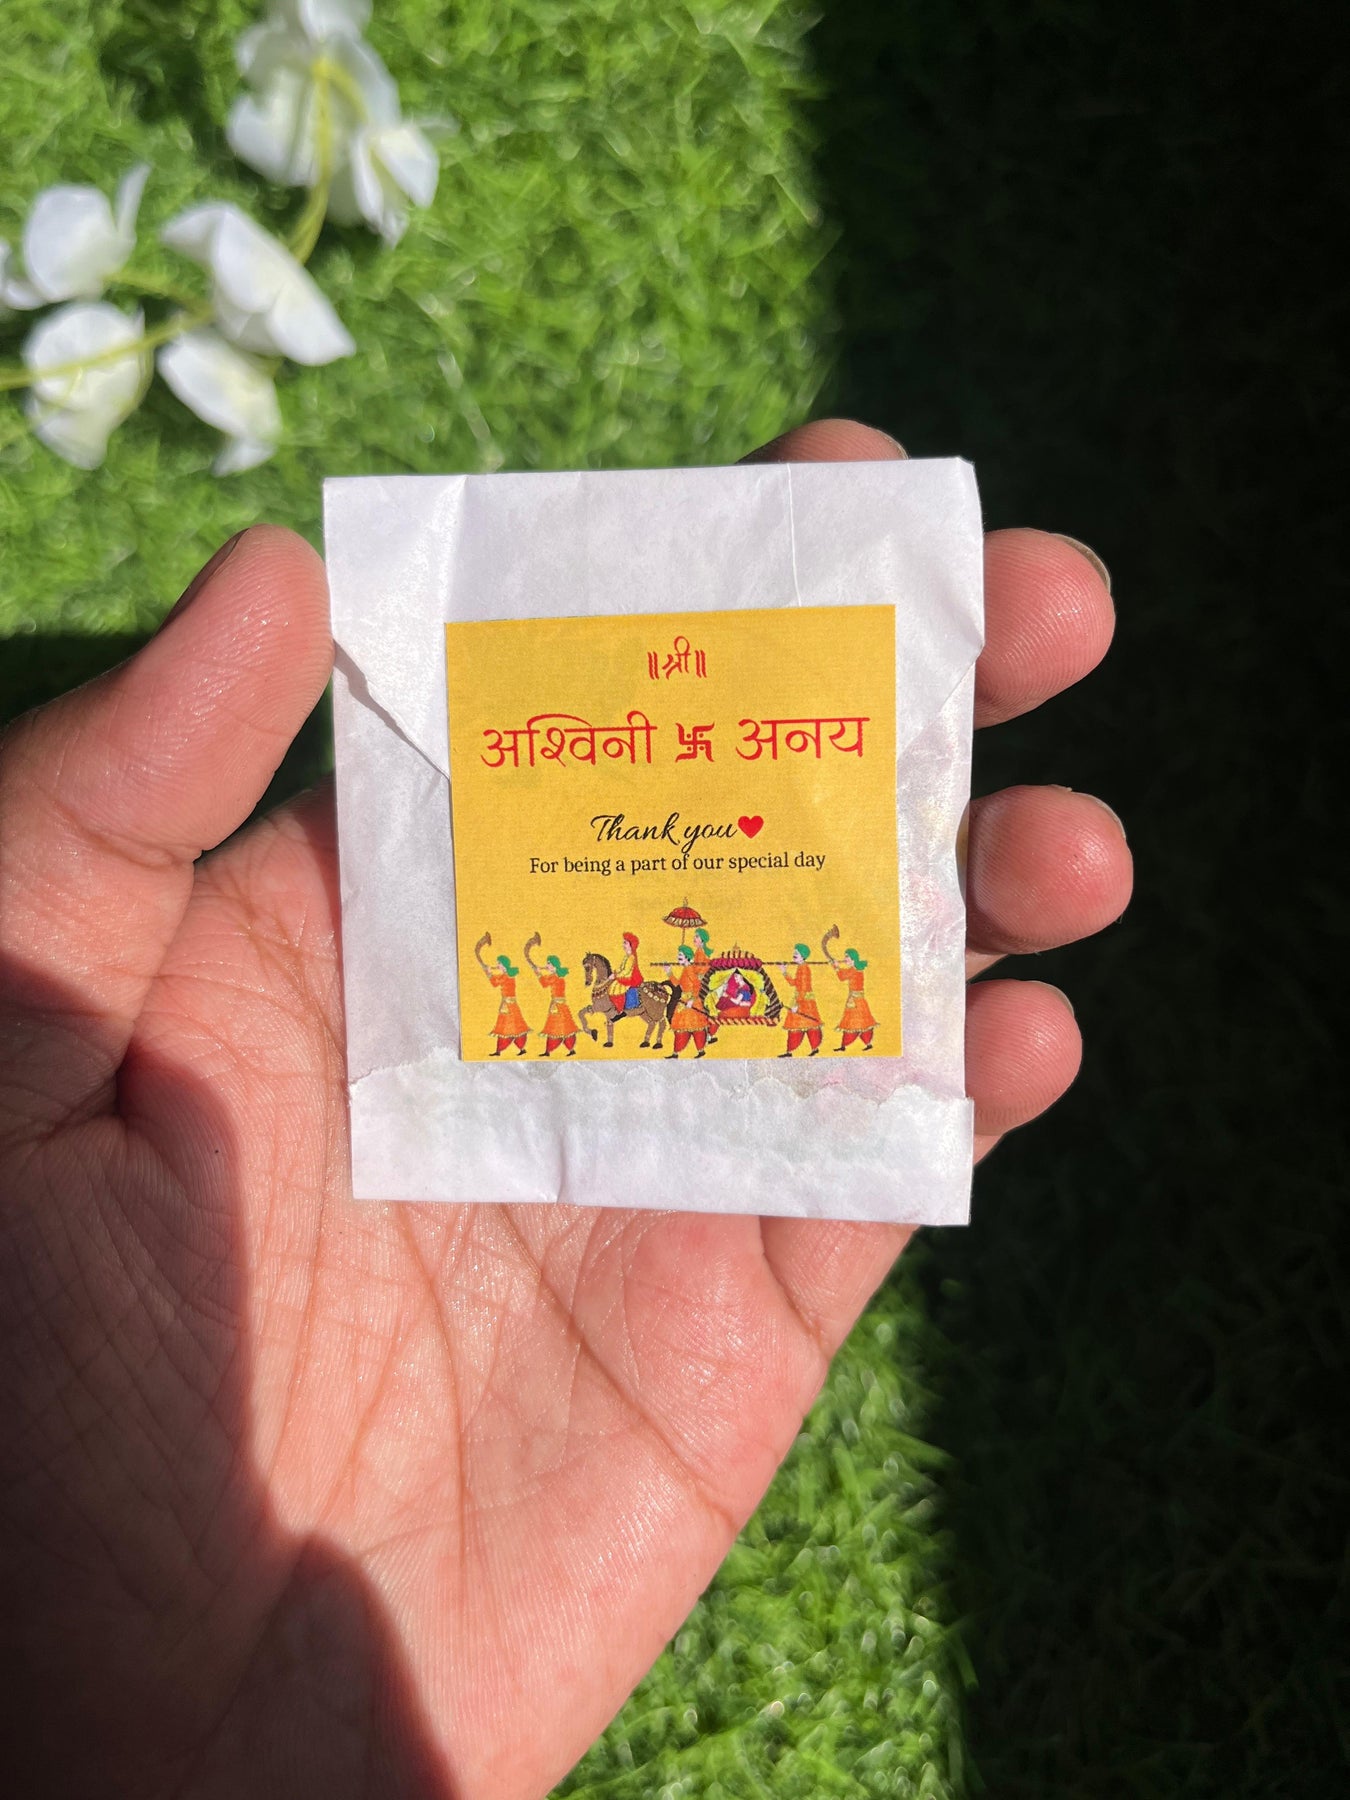 ॥श्री॥
अश्विनी 卐 अनय
Thank you❤
For being a part of our special day